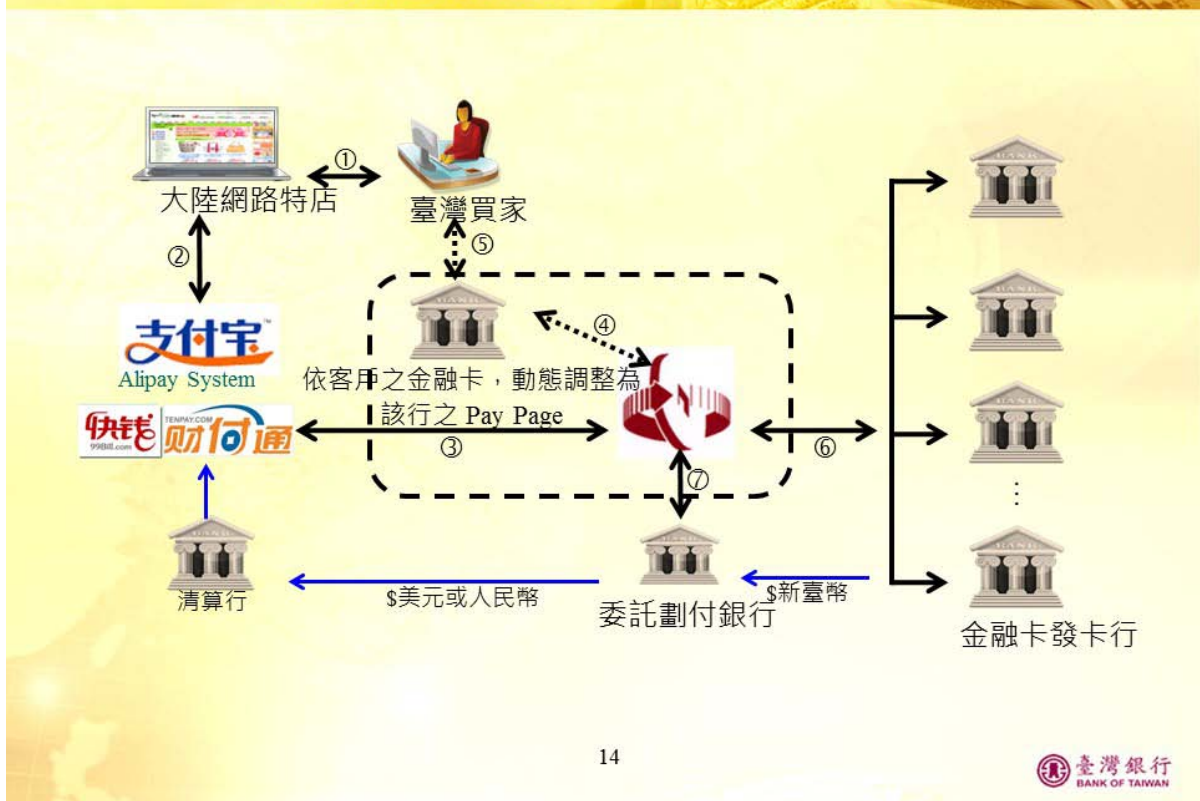 ①
大陸網路特店
臺灣買家
②
⑤
支付宝
Alipay System
④
依客戶之金融卡，動態調整為
該行之 Pay Page
快钱
99Bill.com
TENPAY.COM
财付通
③
⑥
⑦
⋮
清算行
$美元或人民幣
$新臺幣
委託劃付銀行
金融卡發卡行
BANK
BANK
BANK
BANK
14
臺灣銀行
BANK OF TAIWAN